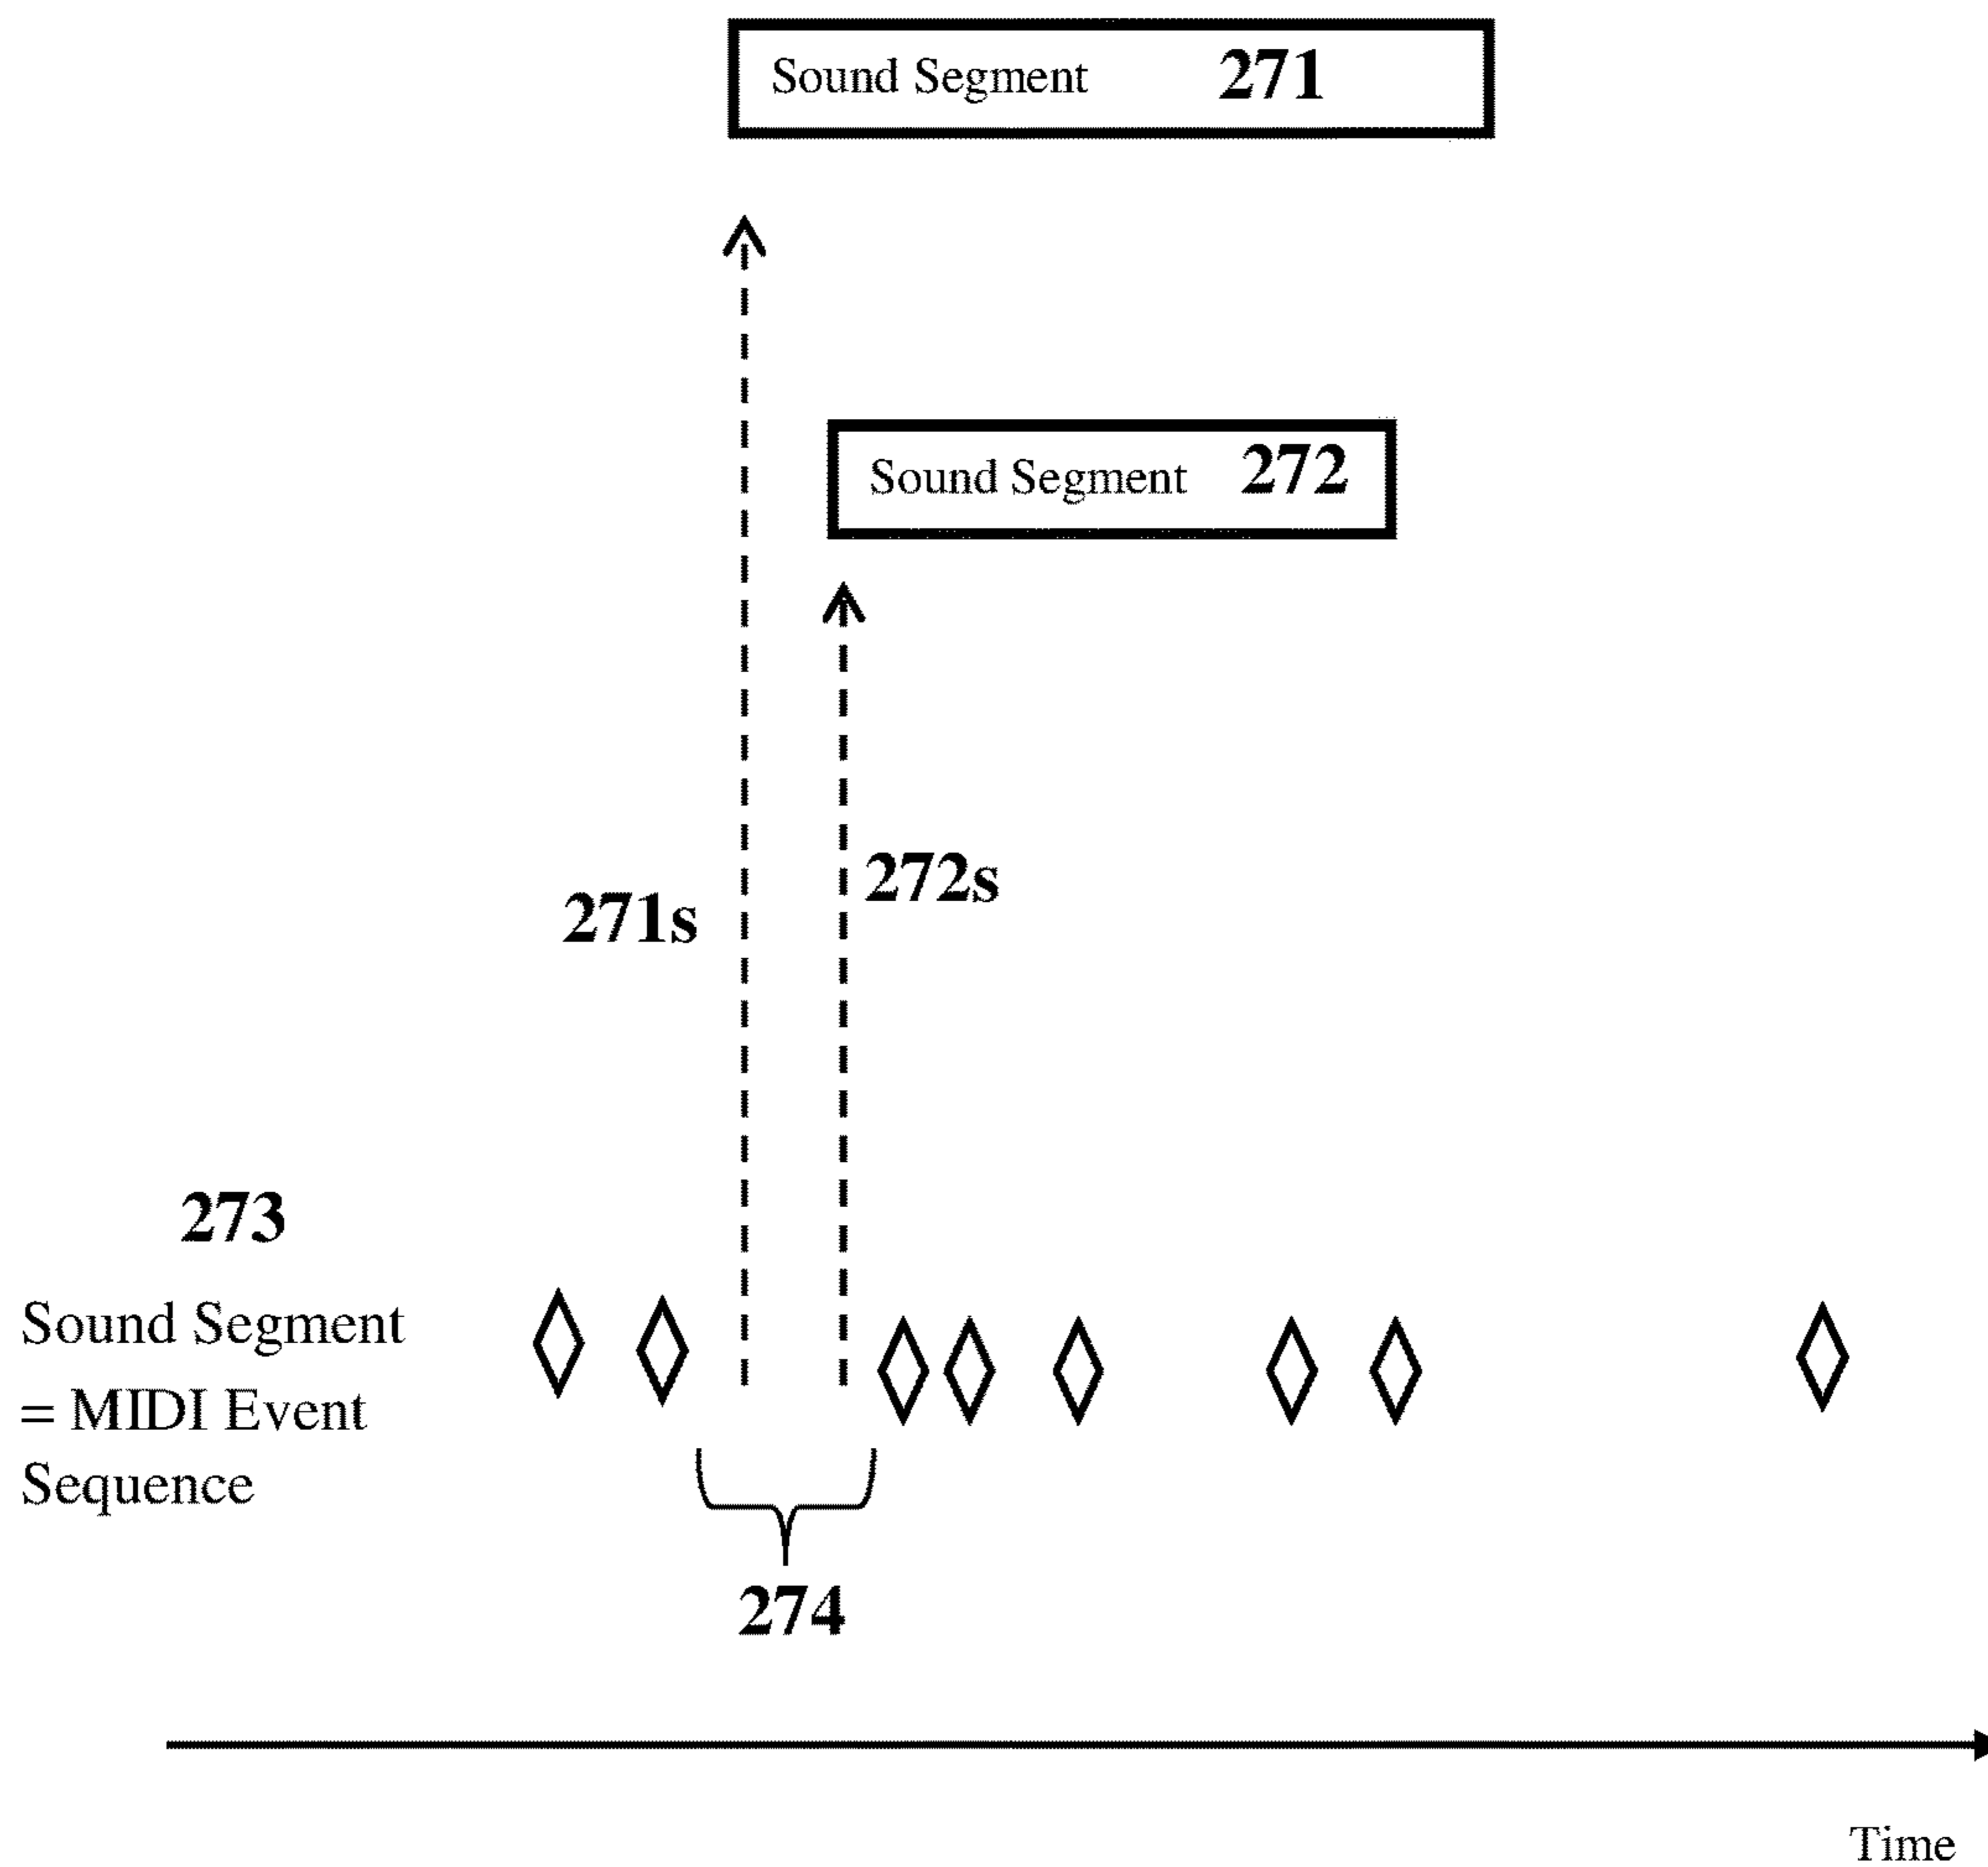 Sound Segment 271
Sound Segment 272
272s
271s
273
Sound Segment
= MIDI Event
Sequence
274
Time